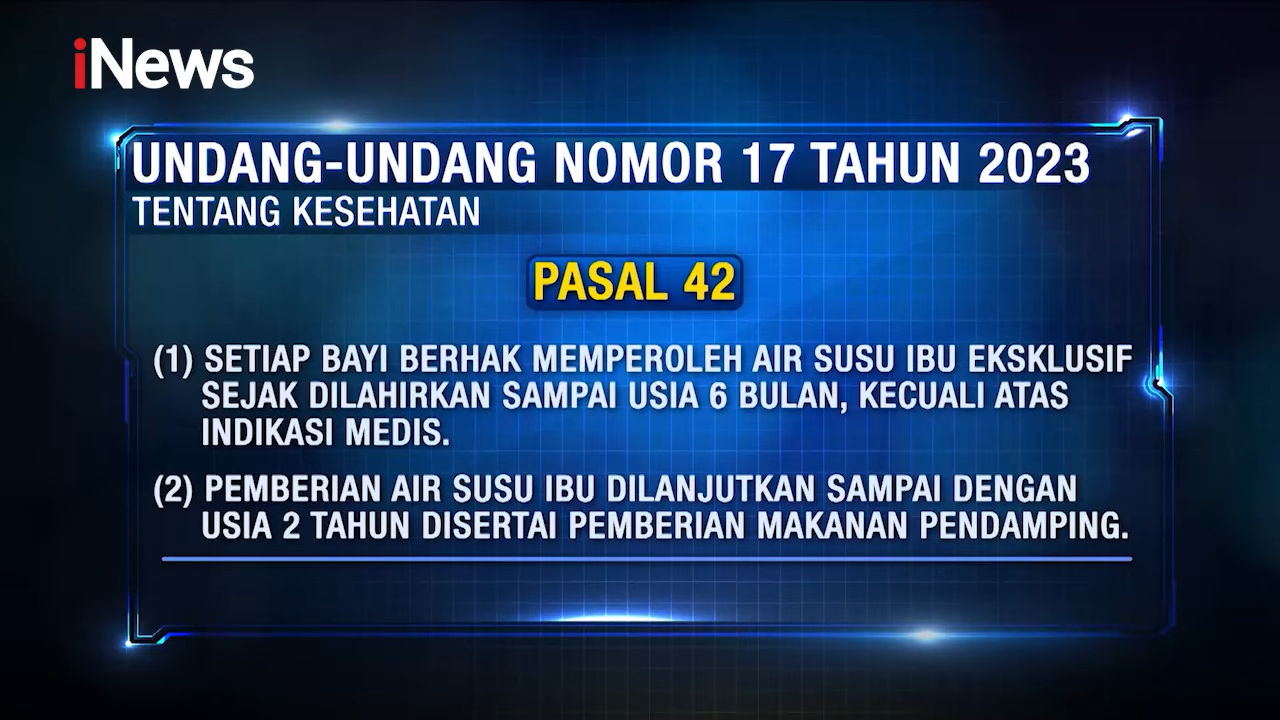 iNews
UNDANG-UNDANG NOMOR 17 TAHUN 2023
TENTANG KESEHATAN
PASAL 42
(1) SETIAP BAYI BERHAK MEMPEROLEH AIR SUSU IBU EKSKLUSIF
SEJAK DILAHIRKAN SAMPAI USIA 6 BULAN, KECUALI ATAS
INDIKASI MEDIS.
(2) PEMBERIAN AIR SUSU IBU DILANJUTKAN SAMPAI DENGAN
USIA 2 TAHUN DISERTAI PEMBERIAN MAKANAN PENDAMPING.